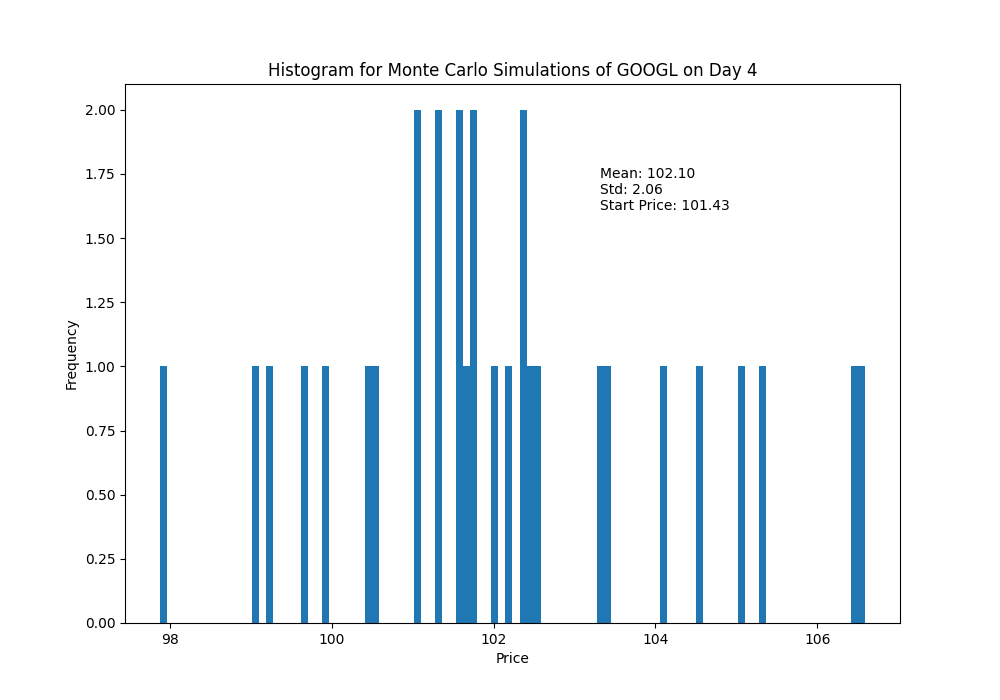 Histogram for Monte Carlo Simulations of GOOGL on Day 4
2.00
1.75
1.50
1.25
1.00
0.75
0.50
0.25
0.00
Frequency
Mean: 102.10
Std: 2.06
Start Price: 101.43
98 100 102 104 106
Price